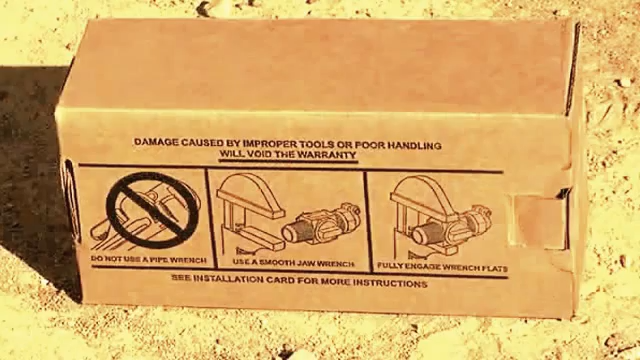 DAMAGE CAUSED BY IMPROPER TOOLS OR POOR HANDLING
WILL VOID THE WARRANTY
DO NOT USE A PIPE WRENCH
USE A SMOOTH JAW WRENCH
FULLY ENGAGE WRENCH FLATS
SEE INSTALLATION CARD FOR MORE INSTRUCTIONS